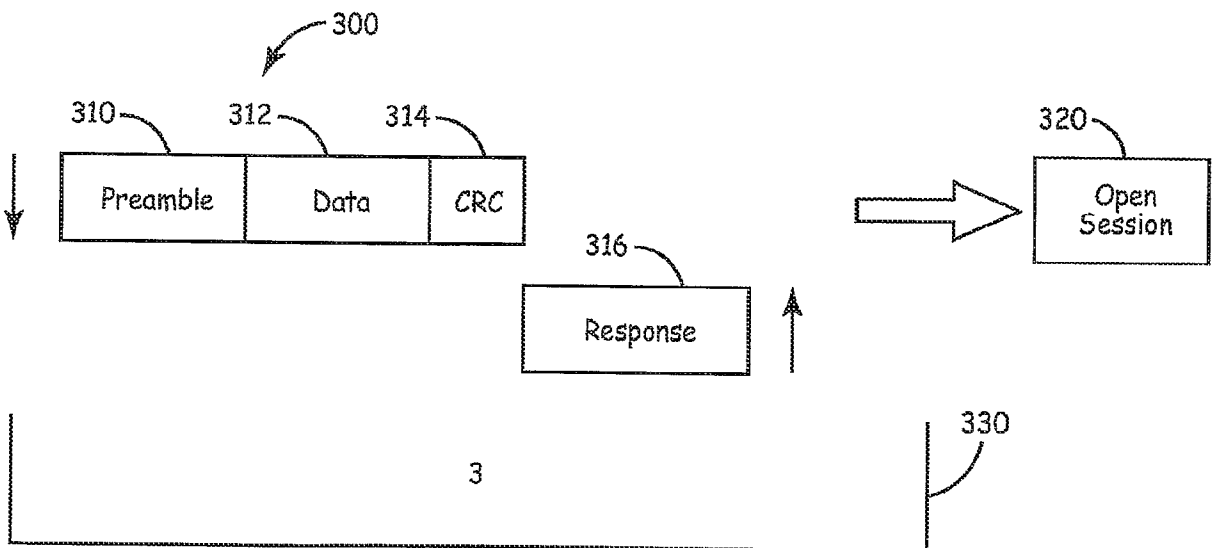 300
310
312
314
320
Preamble
Data
CRC
Open
Session
316
Response
330
3